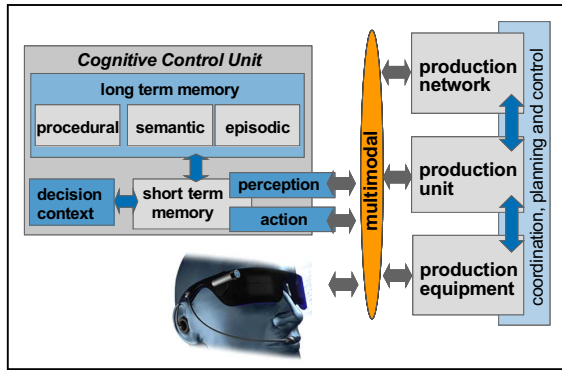 Cognitive Control Unit
long term memory
procedural
semantic
episodic
decision
context
short term
memory
perception
action
multimodal
production
network
production
unit
production
equipment
coordination, planning and control